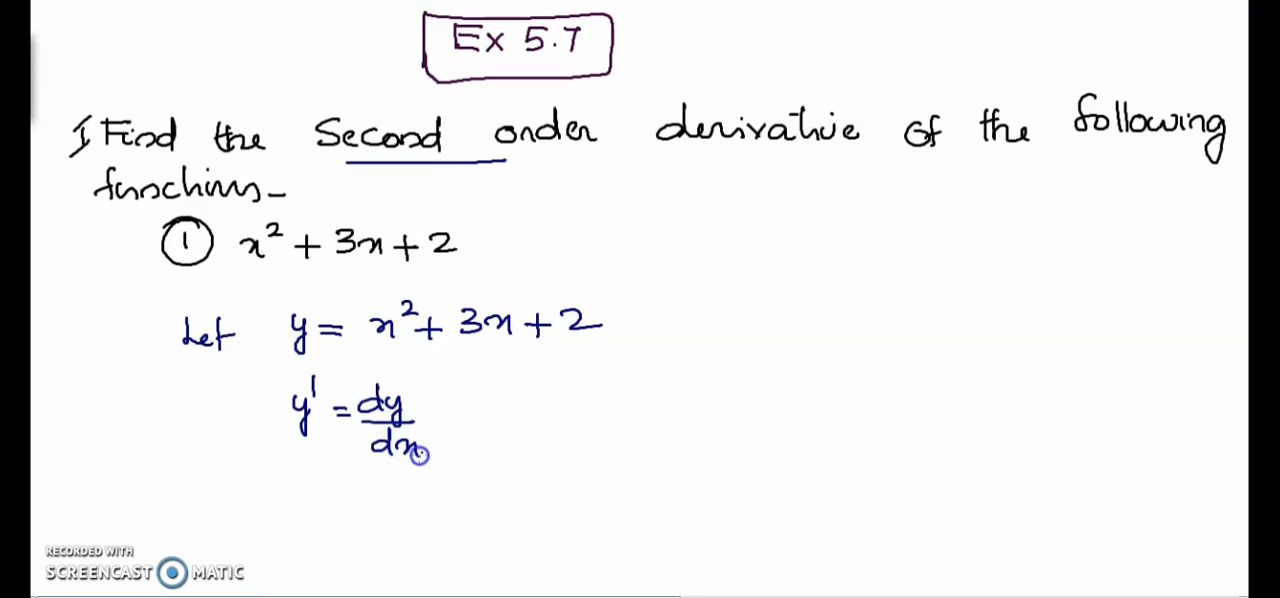 Ex 5.7
I Find the Second order derivative of the following
functions-
① x² + 3x + 2
Let y = x² + 3x + 2
y' = dy/dx
RECORDED WITH
SCREENCAST MATIC